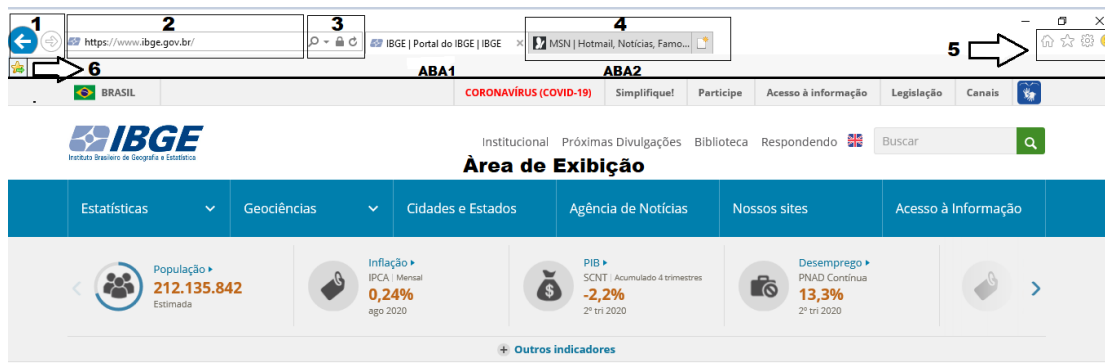 1 2 3 4
https://www.ibge.gov.br/ IBGE | Portal do IBGE | IBGE MSN | Hotmail, Notícias, Famo... 5
6 ABA1 ABA2
BRASIL CORONAVÍRUS (COVID-19) Simplifique! Participe Acesso à informação Legislação Canais
IBGE Institucional Próximas Divulgações Biblioteca Respondendo Buscar
Instituto Brasileiro de Geografia e Estatística
Àrea de Exibição
Estatísticas Geociências Cidades e Estados Agência de Notícias Nossos sites Acesso à Informação
População
212.135.842
Estimada
Inflação
IPCA | Mensal
0,24%
ago 2020
PIB
SCNT | Acumulado 4 trimestres
-2,2%
2º tri 2020
Desemprego
PNAD Contínua
13,3%
2º tri 2020
Outros indicadores